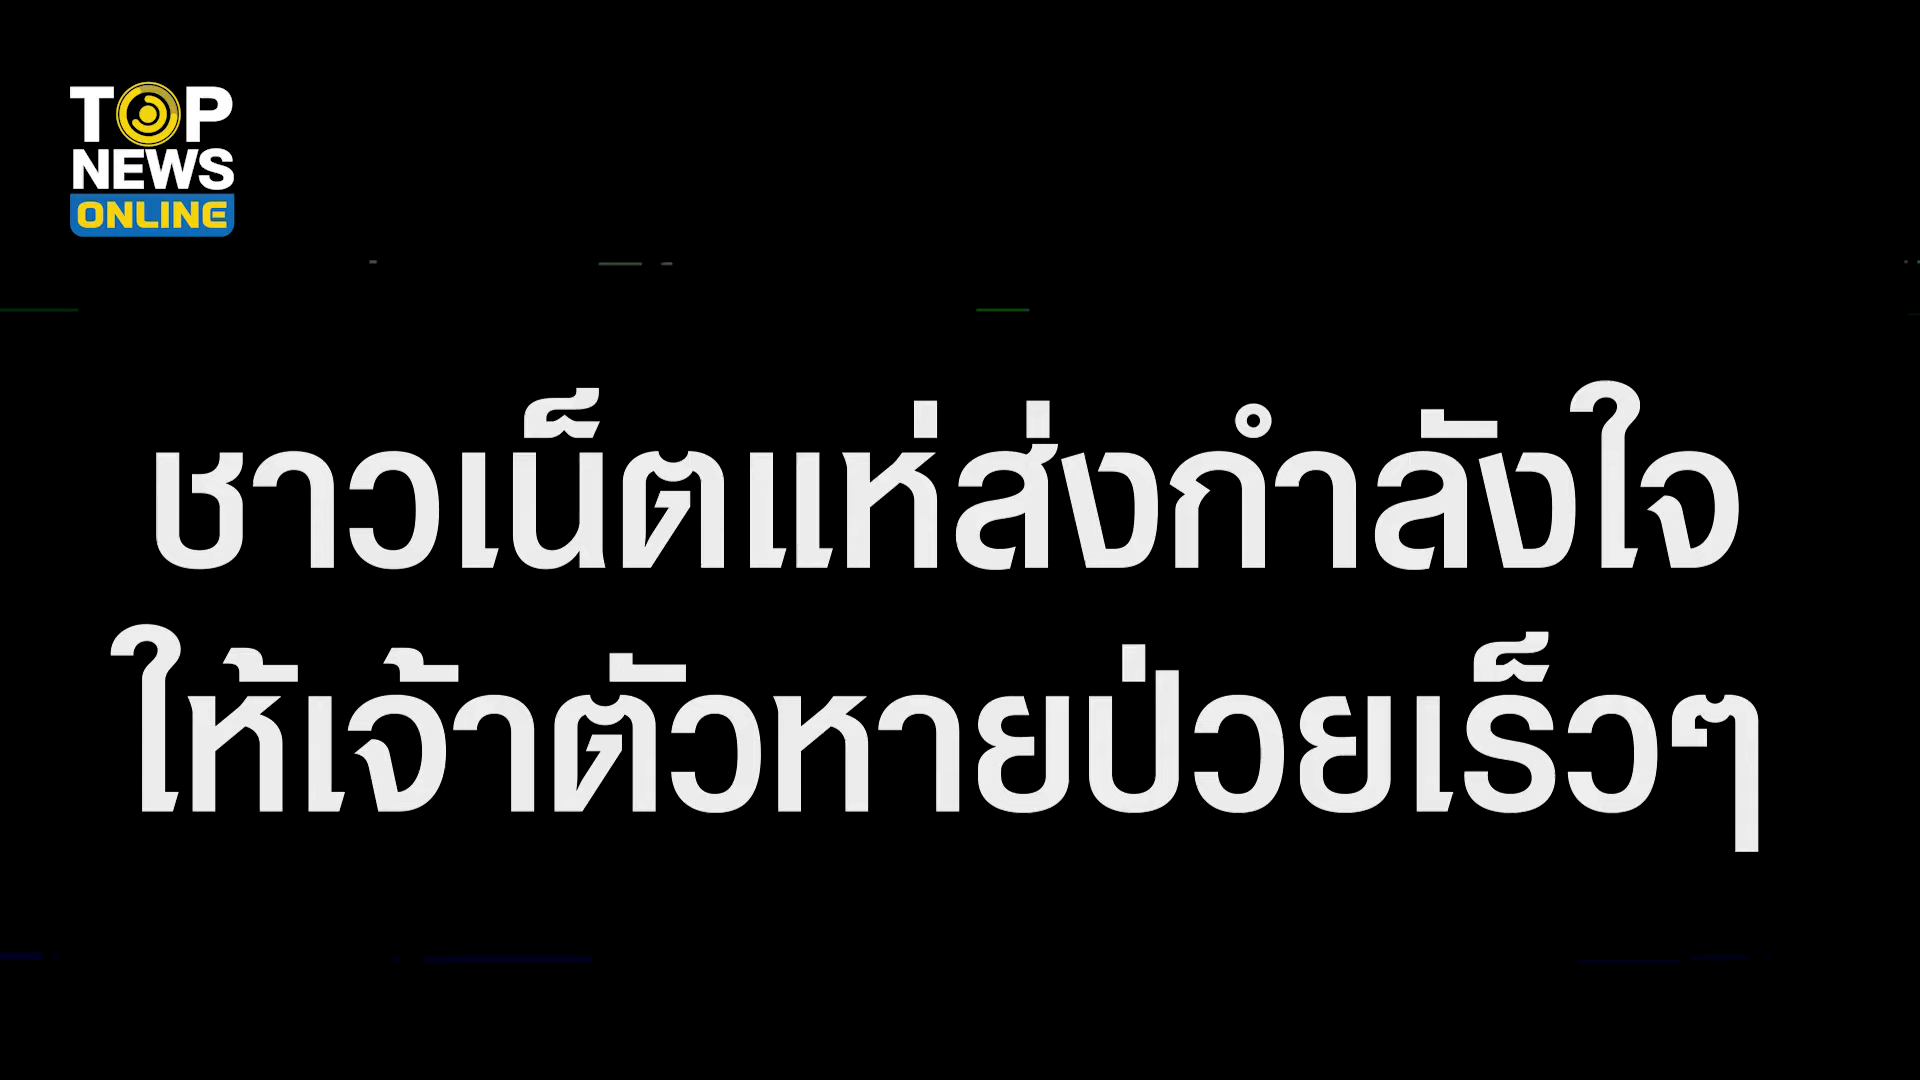 TOP
NEWS
ONLINE
ชาวเน็ตแห่ส่งกำลังใจ
ให้เจ้าตัวหายป่วยเร็วๆ